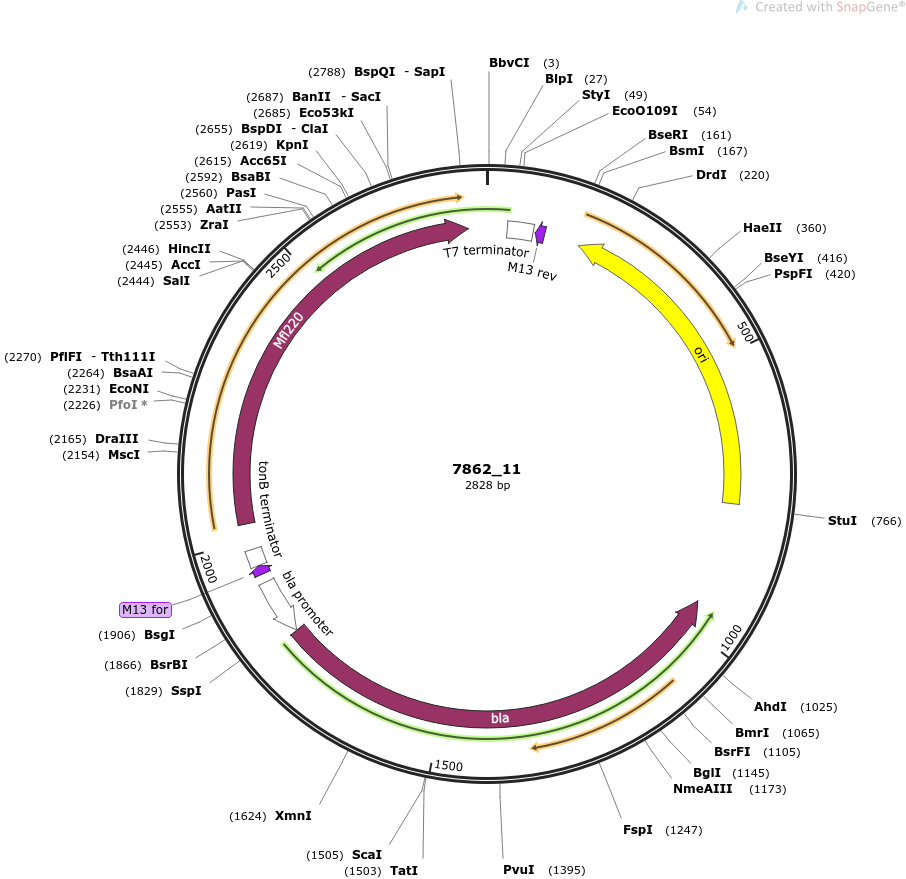 Created with SnapGene®
(2788) BspQI - SapI
(2687) BanII - SacI
(2685) Eco53kI
(2655) BspDI - ClaI
(2619) KpnI
(2615) Acc65I
(2592) BsaBI
(2560) PasI
(2555) AatII
(2553) ZraI
(2446) HincII
(2445) AccI
(2444) SalI
(2270) PflFI - Tth111I
(2264) BsaAI
(2231) EcoNI
(2226) PfoI *
(2165) DraIII
(2154) MscI
BbvCI (3)
BlpI (27)
StyI (49)
EcoO109I (54)
BseRI (161)
BsmI (167)
DrdI (220)
HaeII (360)
BseYI (416)
PspFI (420)
StuI (766)
T7 terminator
M13 rev
2500
500
Mfl220
ori
7862_11
2828 bp
tonB terminator
2000
bla promoter
M13 for
(1906) BsgI
(1866) BsrBI
(1829) SspI
1000
bla
1500
AhdI (1025)
BmrI (1065)
BsrFI (1105)
BglI (1145)
NmeAIII (1173)
FspI (1247)
PvuI (1395)
(1624) XmnI
(1505) ScaI
(1503) TatI